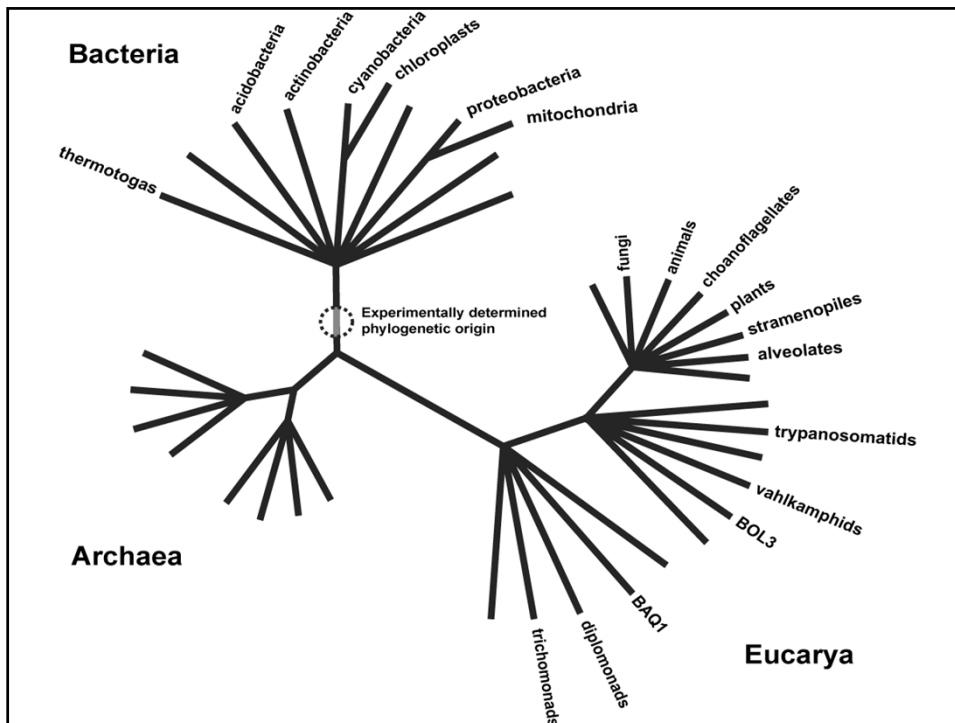 Bacteria
thermotogas
acidobacteria
actinobacteria
cyanobacteria
chloroplasts
proteobacteria
mitochondria
Experimentally determined
phylogenetic origin
fungi
animals
choanoflagellates
plants
stramenopiles
alveolates
trypanosomatids
vahlkamphids
BOL3
BAQ1
diplomonads
trichomonads
Archaea
Eucarya